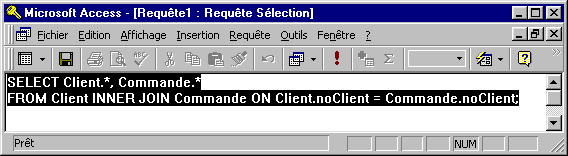 Microsoft Access - [Requête1 : Requête Sélection]
Fichier Edition Affichage Insertion Requête Outils Fenêtre ?
SELECT Client.*, Commande.*
FROM Client INNER JOIN Commande ON Client.noClient = Commande.noClient;
Prêt NUM